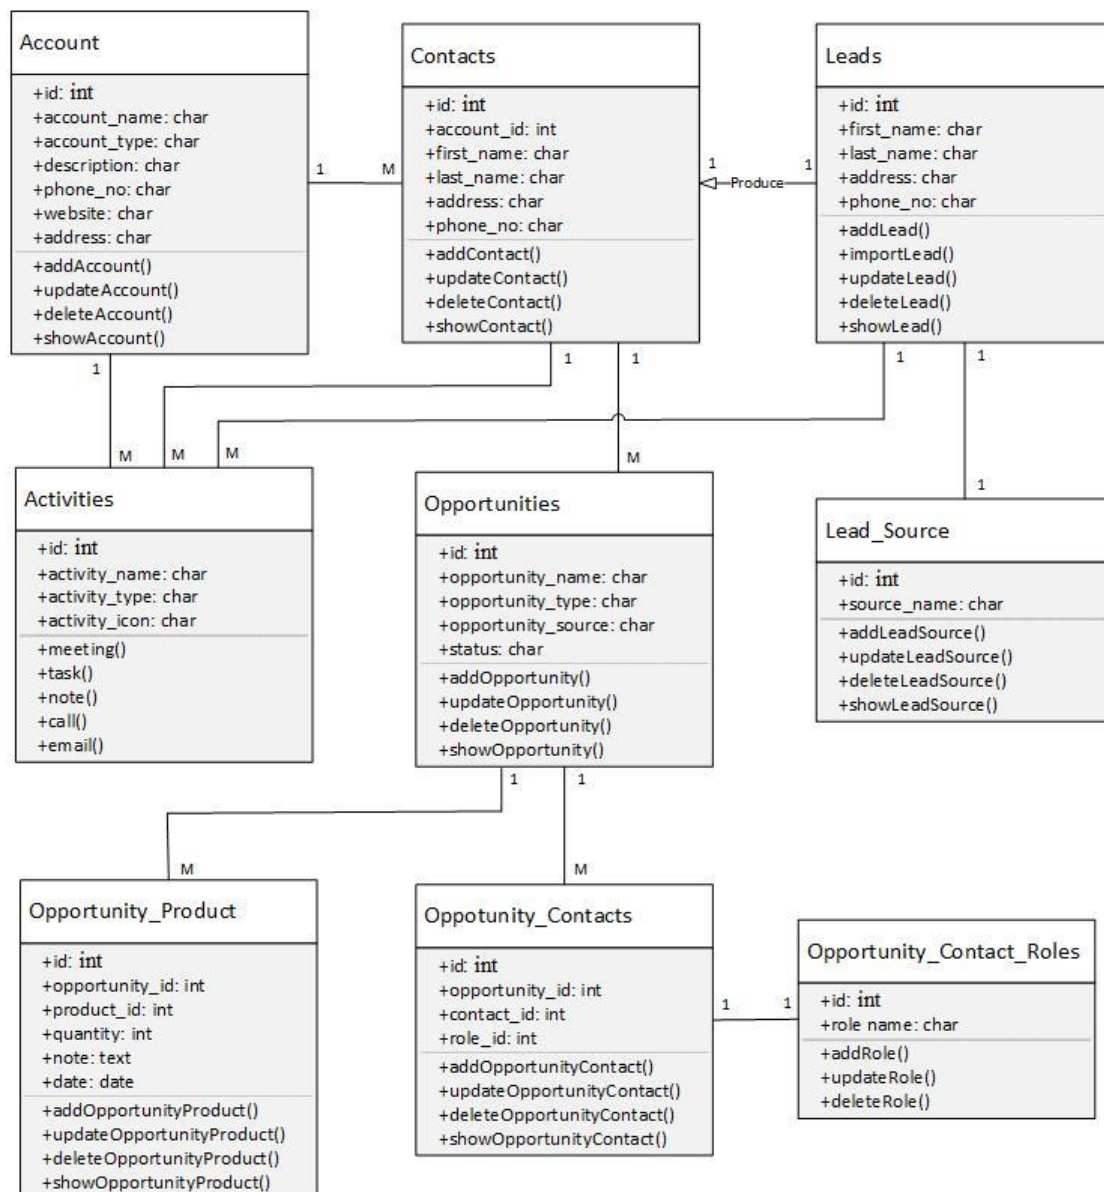 Account
+id: int
+account_name: char
+account_type: char
+description: char
+phone_no: char
+website: char
+address: char
+addAccount()
+updateAccount()
+deleteAccount()
+showAccount()
1
M
Contacts
+id: int
+account_id: int
+first_name: char
+last_name: char
+address: char
+phone_no: char
+addContact()
+updateContact()
+deleteContact()
+showContact()
1
Produce
1
Leads
+id: int
+first_name: char
+last_name: char
+address: char
+phone_no: char
+addLead()
+importLead()
+updateLead()
+deleteLead()
+showLead()
1
1
1
1
1
M
M
M
M
1
Activities
+id: int
+activity_name: char
+activity_type: char
+activity_icon: char
+meeting()
+task()
+note()
+call()
+email()
Opportunities
+id: int
+opportunity_name: char
+opportunity_type: char
+opportunity_source: char
+status: char
+addOpportunity()
+updateOpportunity()
+deleteOpportunity()
+showOpportunity()
Lead_Source
+id: int
+source_name: char
+addLeadSource()
+updateLeadSource()
+deleteLeadSource()
+showLeadSource()
1
1
M
M
Opportunity_Product
+id: int
+opportunity_id: int
+product_id: int
+quantity: int
+note: text
+date: date
+addOpportunityProduct()
+updateOpportunityProduct()
+deleteOpportunityProduct()
+showOpportunityProduct()
Oppotunity_Contacts
+id: int
+opportunity_id: int
+contact_id: int
+role_id: int
+addOpportunityContact()
+updateOpportunityContact()
+deleteOpportunityContact()
+showOpportunityContact()
1
1
Opportunity_Contact_Roles
+id: int
+role name: char
+addRole()
+updateRole()
+deleteRole()